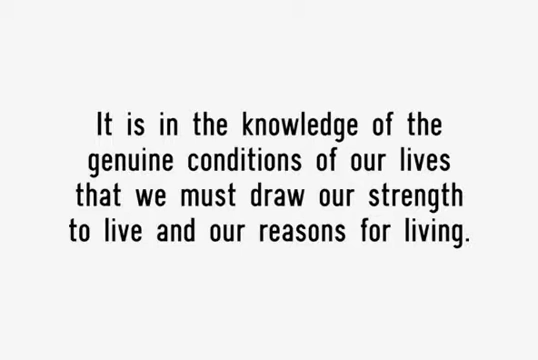 It is in the knowledge of the
genuine conditions of our lives
that we must draw our strength
to live and our reasons for living.